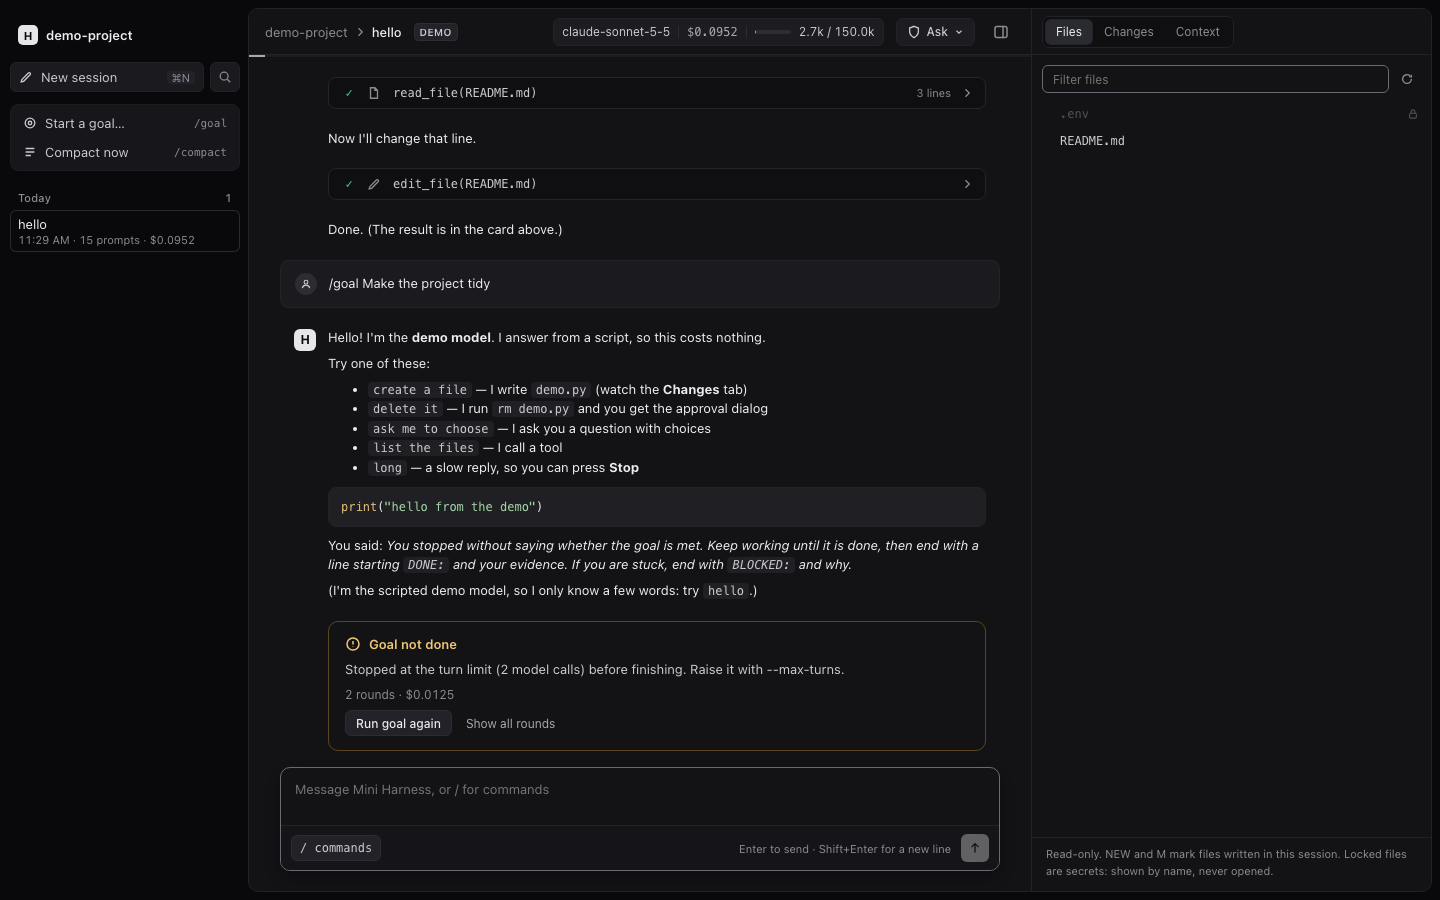 H demo-project
New session ⌘N
Start a goal... /goal
Compact now /compact
Today 1
hello
11:29 AM · 15 prompts · $0.0952
demo-project > hello DEMO
claude-sonnet-5-5 $0.0952 2.7k / 150.0k
Ask
✓ read_file(README.md) 3 lines
Now I'll change that line.
✓ edit_file(README.md)
Done. (The result is in the card above.)
/goal Make the project tidy
H Hello! I'm the demo model. I answer from a script, so this costs nothing.
Try one of these:
• create a file — I write demo.py (watch the Changes tab)
• delete it — I run rm demo.py and you get the approval dialog
• ask me to choose — I ask you a question with choices
• list the files — I call a tool
• long — a slow reply, so you can press Stop
print("hello from the demo")
You said: You stopped without saying whether the goal is met. Keep working until it is done, then end with a
line starting DONE: and your evidence. If you are stuck, end with BLOCKED: and why.
(I'm the scripted demo model, so I only know a few words: try hello.)
Goal not done
Stopped at the turn limit (2 model calls) before finishing. Raise it with --max-turns.
2 rounds · $0.0125
Run goal again Show all rounds
Message Mini Harness, or / for commands
/ commands
Enter to send · Shift+Enter for a new line
Files Changes Context
Filter files
.env
README.md
Read-only. NEW and M mark files written in this session. Locked files
are secrets: shown by name, never opened.